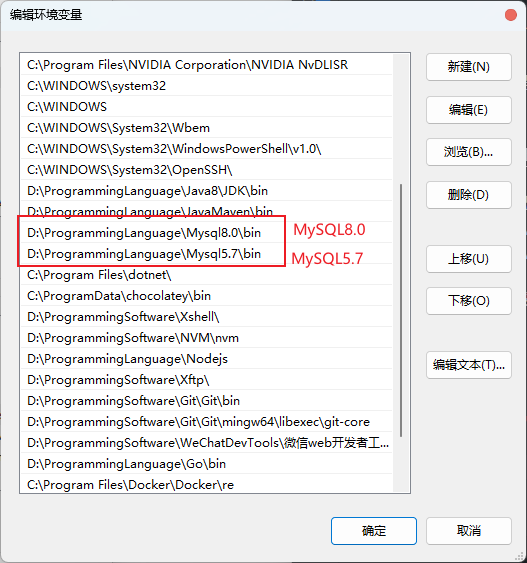 编辑环境变量
C:\Program Files\NVIDIA Corporation\NVIDIA NvDLISR
C:\WINDOWS\system32
C:\WINDOWS
C:\WINDOWS\System32\Wbem
C:\WINDOWS\System32\WindowsPowerShell\v1.0\
C:\WINDOWS\System32\OpenSSH\
D:\ProgrammingLanguage\Java8\JDK\bin
D:\ProgrammingLanguage\JavaMaven\bin
D:\ProgrammingLanguage\Mysql8.0\bin
MySQL8.0
D:\ProgrammingLanguage\Mysql5.7\bin
MySQL5.7
C:\Program Files\dotnet\
C:\ProgramData\chocolatey\bin
D:\ProgrammingSoftware\Xshell\
D:\ProgrammingSoftware\NVM\nvm
D:\ProgrammingLanguage\Nodejs
D:\ProgrammingSoftware\Xftp\
D:\ProgrammingSoftware\Git\Git\bin
D:\ProgrammingSoftware\Git\Git\mingw64\libexec\git-core
D:\ProgrammingSoftware\WeChatDevTools\微信web开发者工...
D:\ProgrammingLanguage\Go\bin
C:\Program Files\Docker\Docker\re
新建(N)
编辑(E)
浏览(B)...
删除(D)
上移(U)
下移(O)
编辑文本(T)...
确定
取消